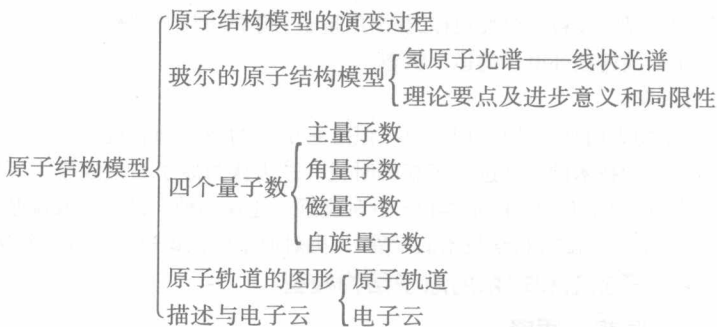 原子结构模型的演变过程
氢原子光谱——线状光谱
玻尔的原子结构模型
理论要点及进步意义和局限性
主量子数
角量子数
原子结构模型
四个量子数
磁量子数
自旋量子数
原子轨道的图形 原子轨道
描述与电子云 电子云